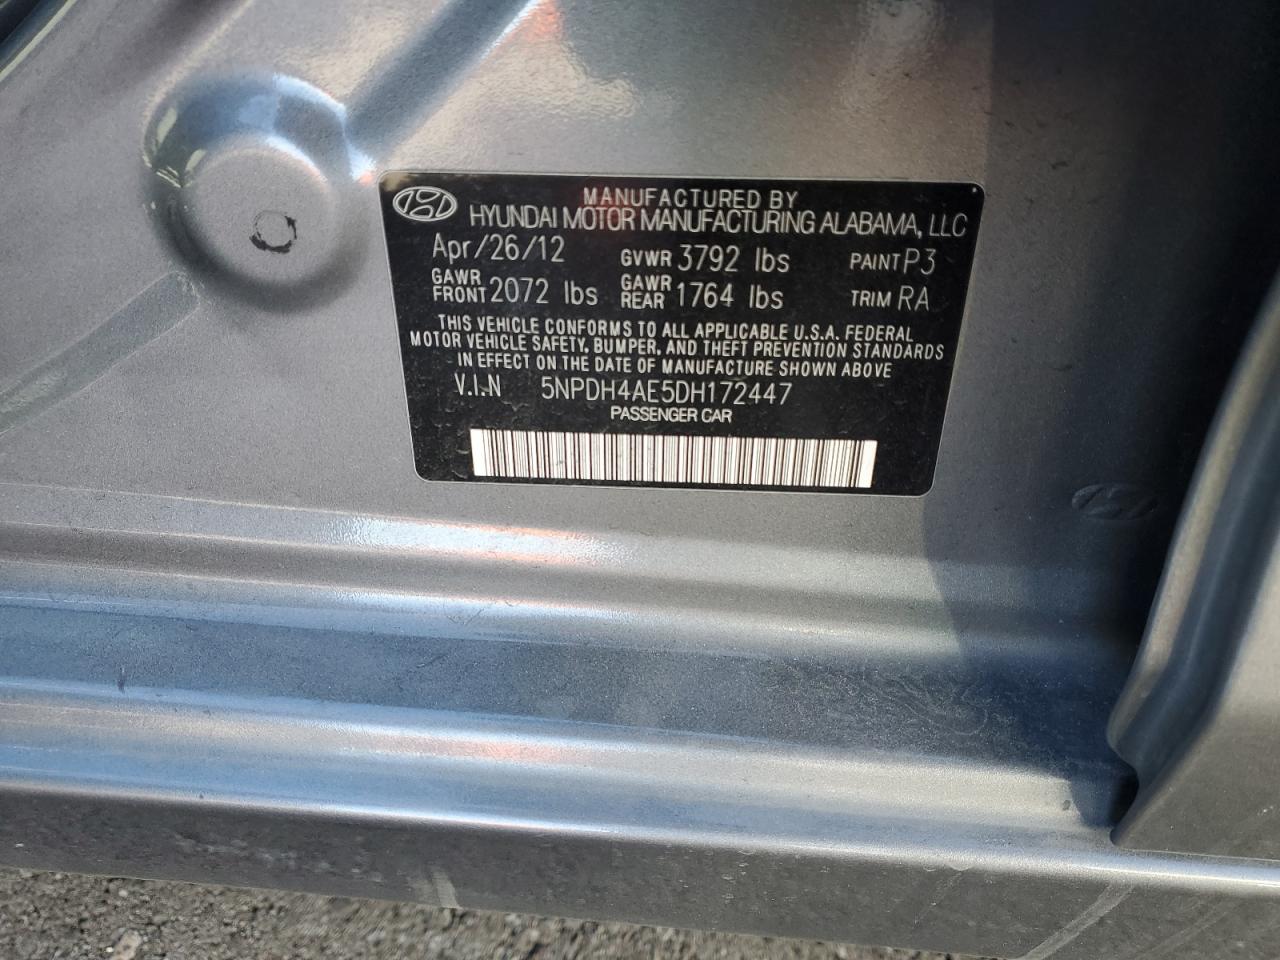 MANUFACTURED BY
HYUNDAI MOTOR MANUFACTURING ALABAMA, LLC
Apr/26/12 GVWR 3792 lbs PAINT P3
GAWR FRONT 2072 lbs GAWR REAR 1764 lbs TRIM RA
THIS VEHICLE CONFORMS TO ALL APPLICABLE U.S.A. FEDERAL
MOTOR VEHICLE SAFETY, BUMPER, AND THEFT PREVENTION STANDARDS
IN EFFECT ON THE DATE OF MANUFACTURE SHOWN ABOVE
V.I.N 5NPDH4AE5DH172447
PASSENGER CAR